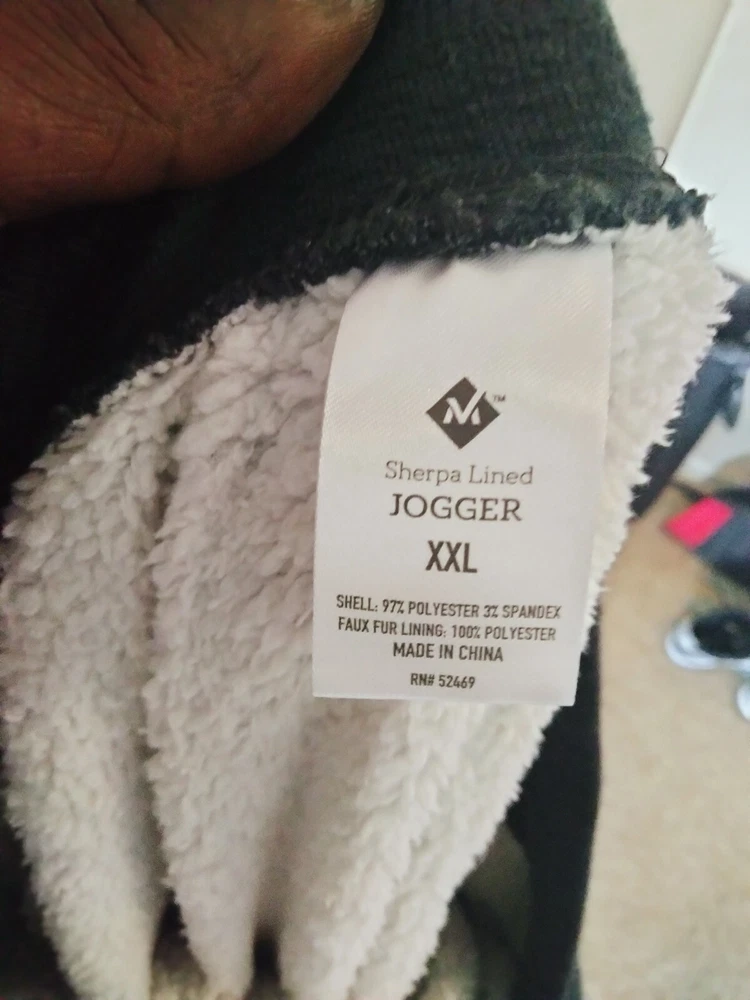 M™
Sherpa Lined
JOGGER
XXL
SHELL: 97% POLYESTER 3% SPANDEX
FAUX FUR LINING: 100% POLYESTER
MADE IN CHINA
RN# 52469